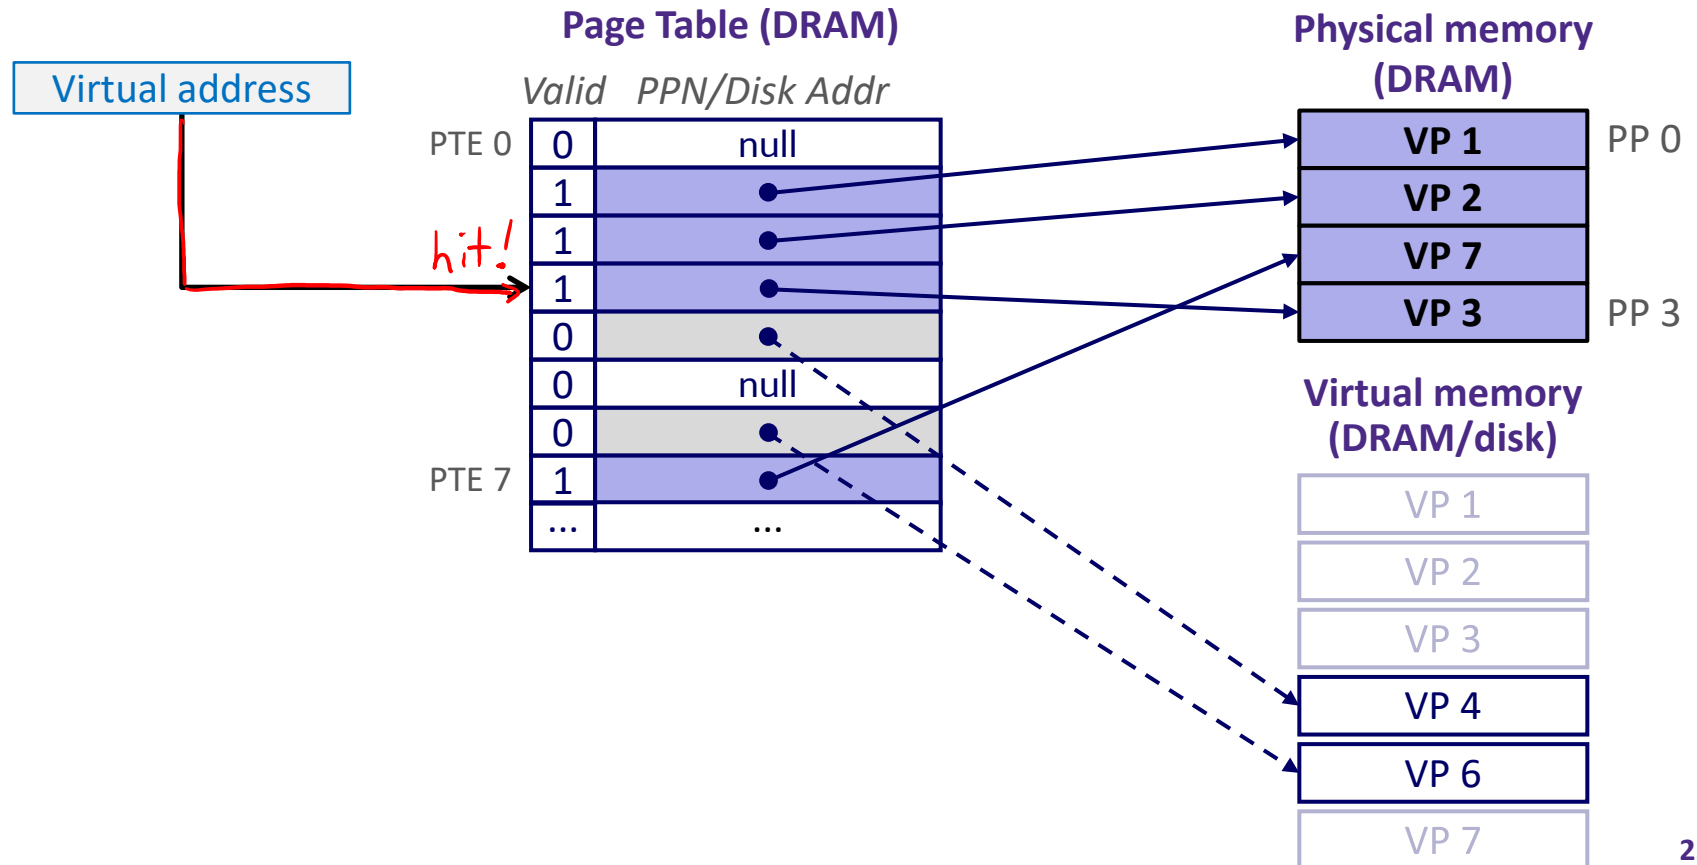 Page Table (DRAM)
Physical memory
(DRAM)
Virtual address
Valid PPN/Disk Addr
PTE 0 0 null
1
1
hit!
1
0
0 null
0
PTE 7 1
... ...
VP 1 PP 0
VP 2
VP 7
VP 3 PP 3
Virtual memory
(DRAM/disk)
VP 1
VP 2
VP 3
VP 4
VP 6
VP 7
2